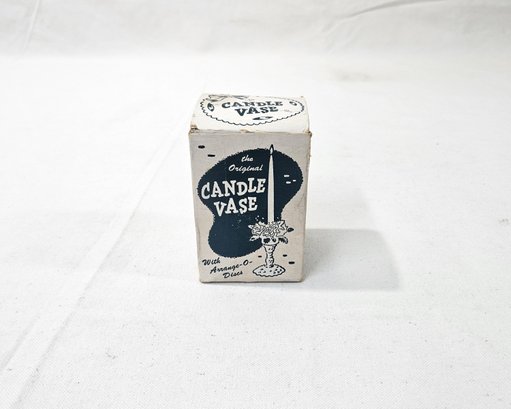 CANDLE
VASE
the
Original
CANDLE
VASE
With
Arrange-O-
Discs